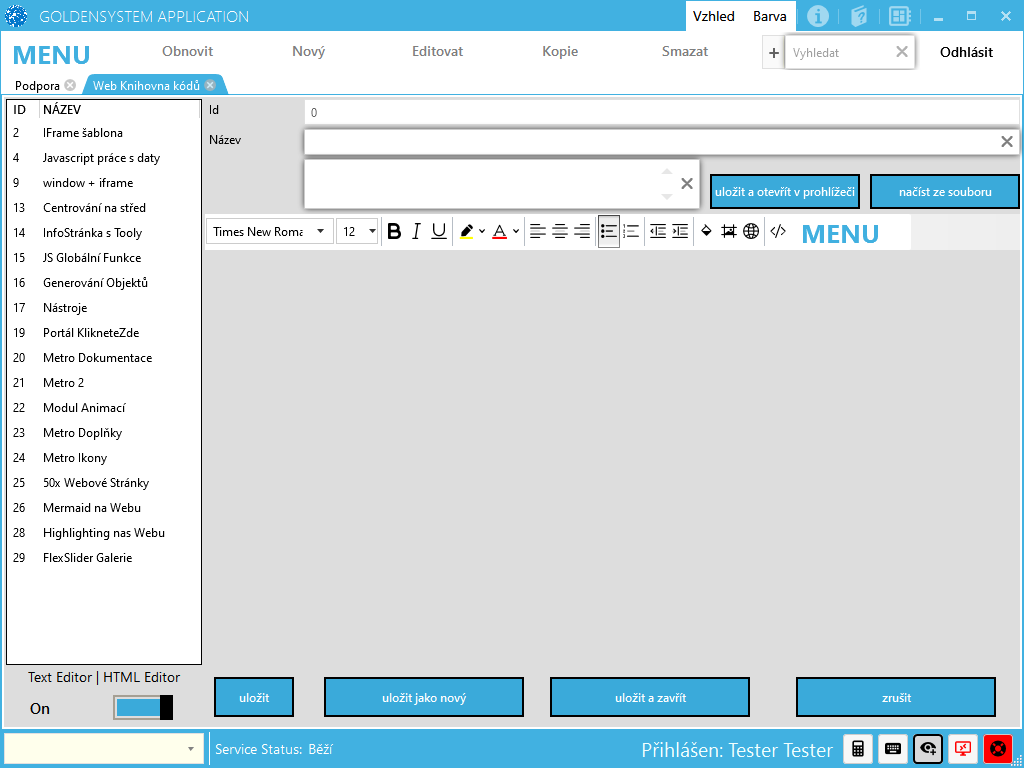 GOLDENSYSTEM APPLICATION
Vzhled Barva
MENU Obnovit Nový Editovat Kopie Smazat + Vyhledat Odhlásit
Podpora Web Knihovna kódů
ID NÁZEV
2 IFrame šablona
4 Javascript práce s daty
9 window + iframe
13 Centrování na střed
14 InfoStránka s Tooly
15 JS Globální Funkce
16 Generování Objektů
17 Nástroje
19 Portál KlikneteZde
20 Metro Dokumentace
21 Metro 2
22 Modul Animací
23 Metro Doplňky
24 Metro Ikony
25 50x Webové Stránky
26 Mermaid na Webu
28 Highlighting nas Webu
29 FlexSlider Galerie
Id 0
Název
uložit a otevřít v prohlížeči načíst ze souboru
Times New Roma 12 B I U A </> MENU
Text Editor | HTML Editor
On
uložit uložit jako nový uložit a zavřít zrušit
Service Status: Běží Přihlášen: Tester Tester